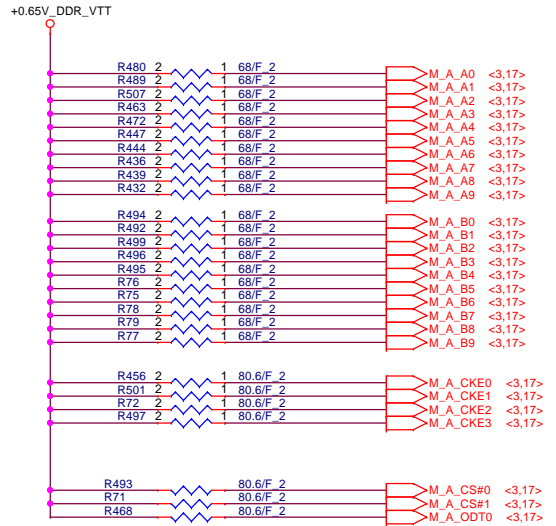 +0.65V_DDR_VTT
R480 2 1 68/F_2 M_A_A0 <3,17>
R489 2 1 68/F_2 M_A_A1 <3,17>
R507 2 1 68/F_2 M_A_A2 <3,17>
R463 2 1 68/F_2 M_A_A3 <3,17>
R472 2 1 68/F_2 M_A_A4 <3,17>
R447 2 1 68/F_2 M_A_A5 <3,17>
R444 2 1 68/F_2 M_A_A6 <3,17>
R436 2 1 68/F_2 M_A_A7 <3,17>
R439 2 1 68/F_2 M_A_A8 <3,17>
R432 2 1 68/F_2 M_A_A9 <3,17>
R494 2 1 68/F_2 M_A_B0 <3,17>
R492 2 1 68/F_2 M_A_B1 <3,17>
R499 2 1 68/F_2 M_A_B2 <3,17>
R496 2 1 68/F_2 M_A_B3 <3,17>
R495 2 1 68/F_2 M_A_B4 <3,17>
R76 2 1 68/F_2 M_A_B5 <3,17>
R75 2 1 68/F_2 M_A_B6 <3,17>
R78 2 1 68/F_2 M_A_B7 <3,17>
R79 2 1 68/F_2 M_A_B8 <3,17>
R77 2 1 68/F_2 M_A_B9 <3,17>
R456 2 1 80.6/F_2 M_A_CKE0 <3,17>
R501 2 1 80.6/F_2 M_A_CKE1 <3,17>
R72 2 1 80.6/F_2 M_A_CKE2 <3,17>
R497 2 1 80.6/F_2 M_A_CKE3 <3,17>
R493 80.6/F_2 M_A_CS#0 <3,17>
R71 80.6/F_2 M_A_CS#1 <3,17>
R468 80.6/F_2 M_A_ODT0 <3,17>